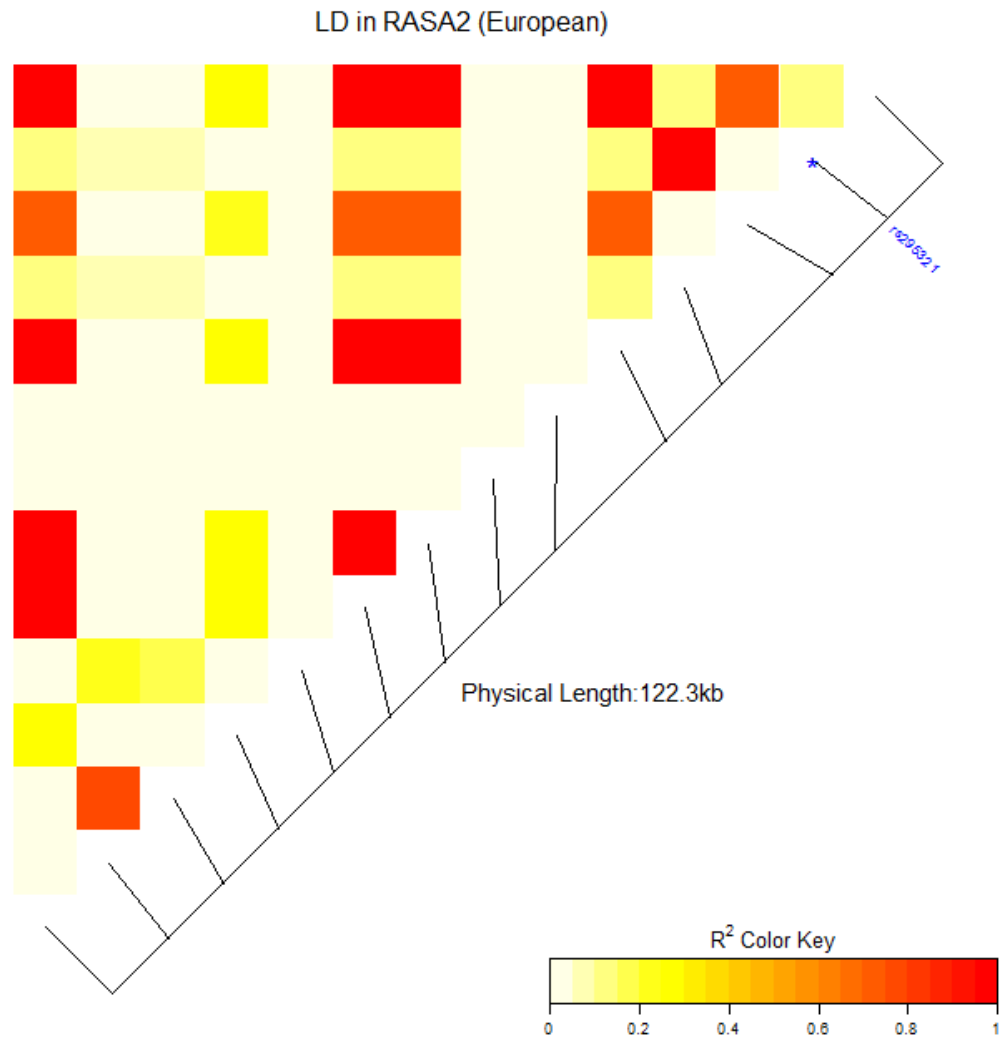 LD in RASA2 (European)
*
rs295321
Physical Length:122.3kb
R² Color Key
0 0.2 0.4 0.6 0.8 1